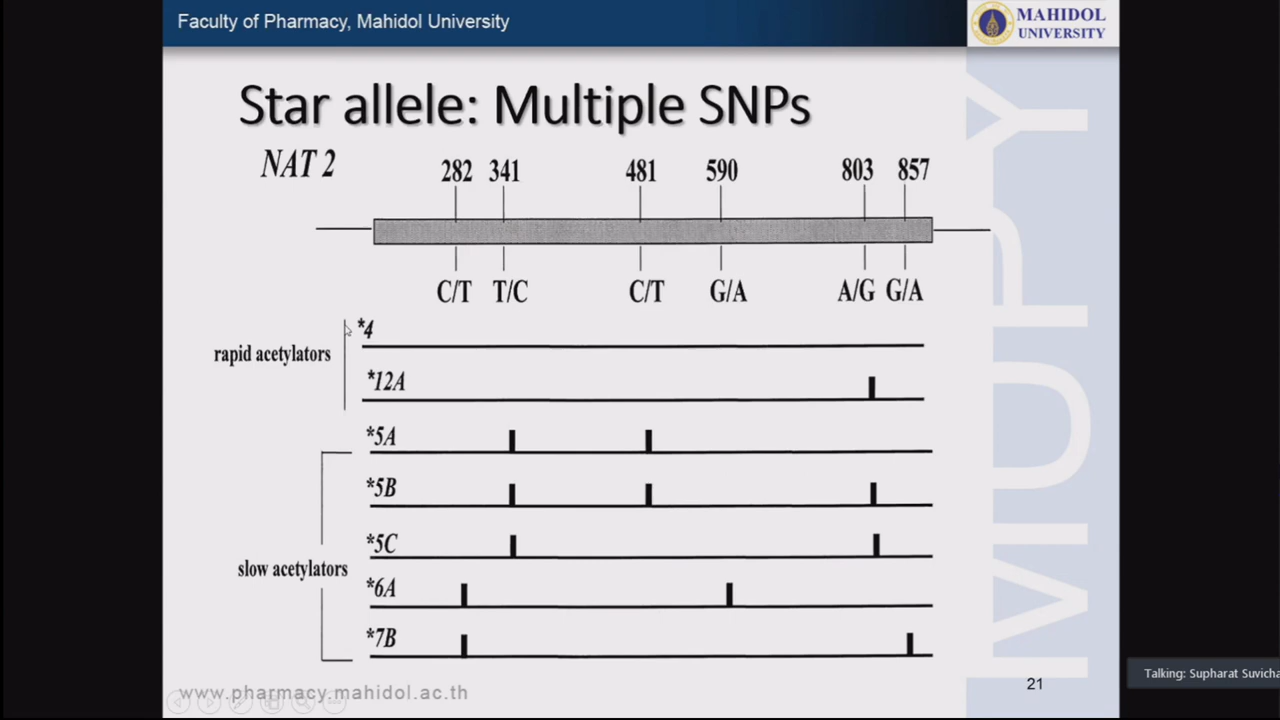 Faculty of Pharmacy, Mahidol University
MAHIDOL
UNIVERSITY
Star allele: Multiple SNPs
NAT 2
282 341 481 590 803 857
C/T T/C C/T G/A A/G G/A
*4
rapid acetylators
*12A
*5A
*5B
*5C
slow acetylators
*6A
*7B
MUPY
www.pharmacy.mahidol.ac.th
21
Talking: Supharat Suvicha